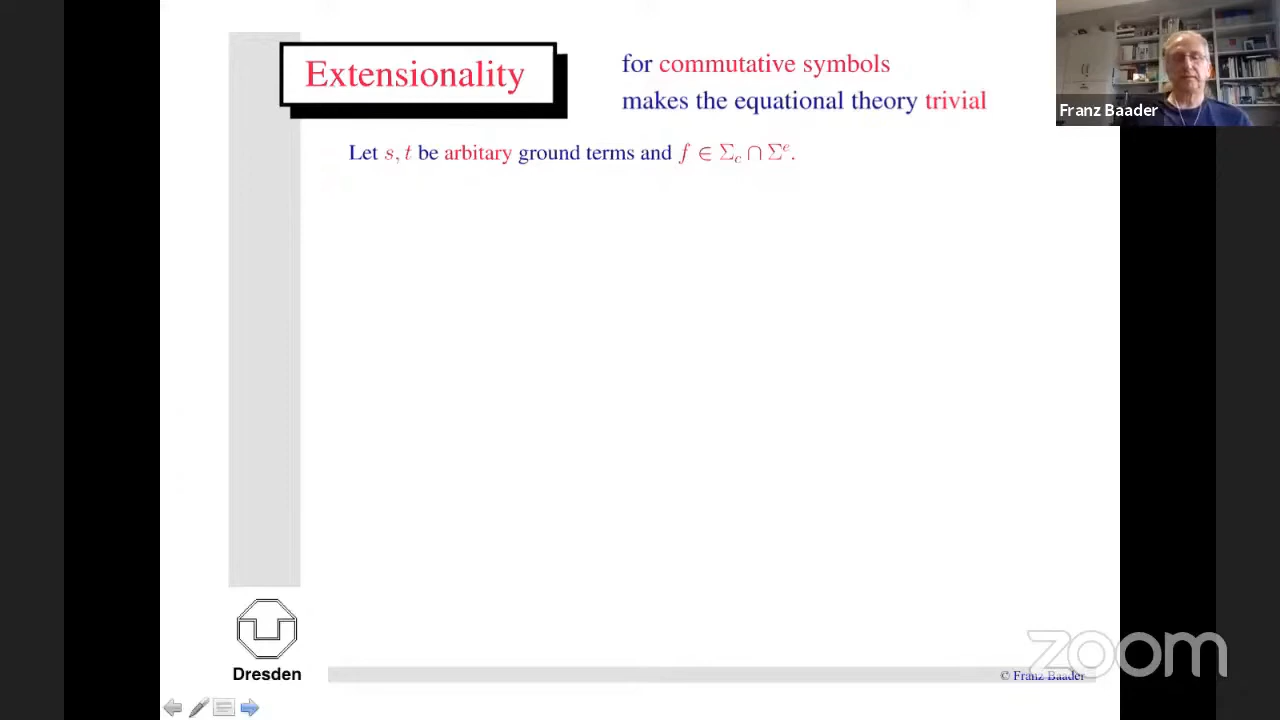 Extensionality
for commutative symbols
makes the equational theory trivial
Franz Baader
Let s, t be arbitary ground terms and f ∈ Σ_c ∩ Σ^e.
Dresden
zoom
© Franz Baader